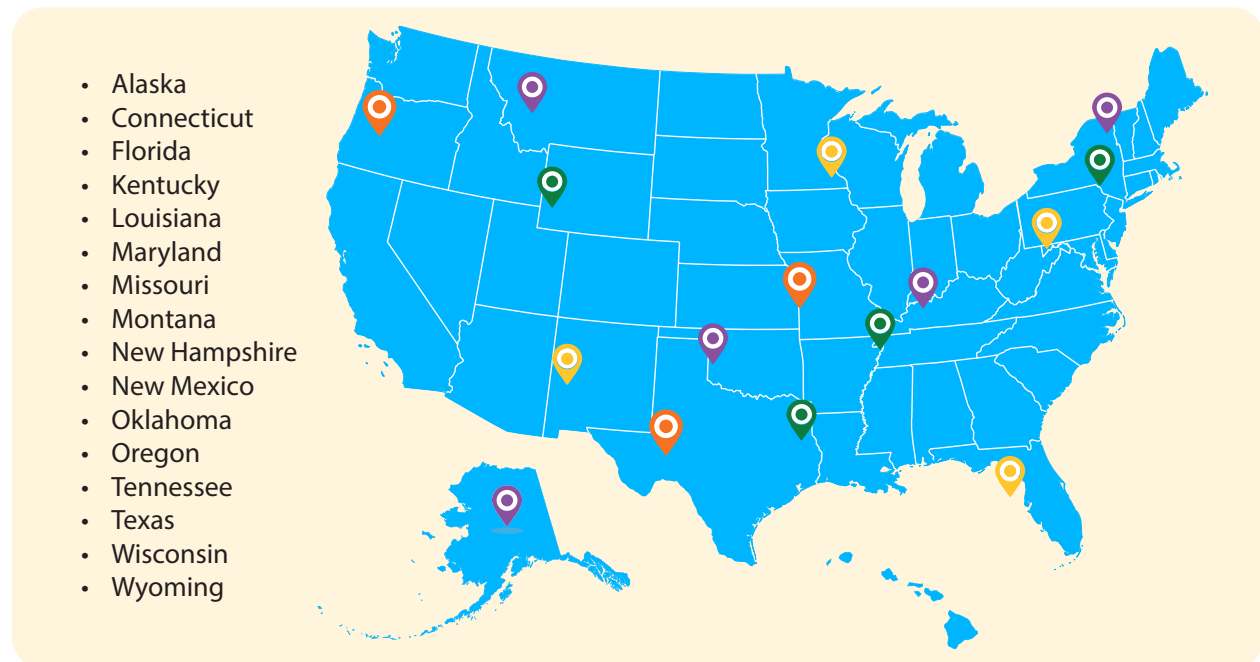 • Alaska
• Connecticut
• Florida
• Kentucky
• Louisiana
• Maryland
• Missouri
• Montana
• New Hampshire
• New Mexico
• Oklahoma
• Oregon
• Tennessee
• Texas
• Wisconsin
• Wyoming